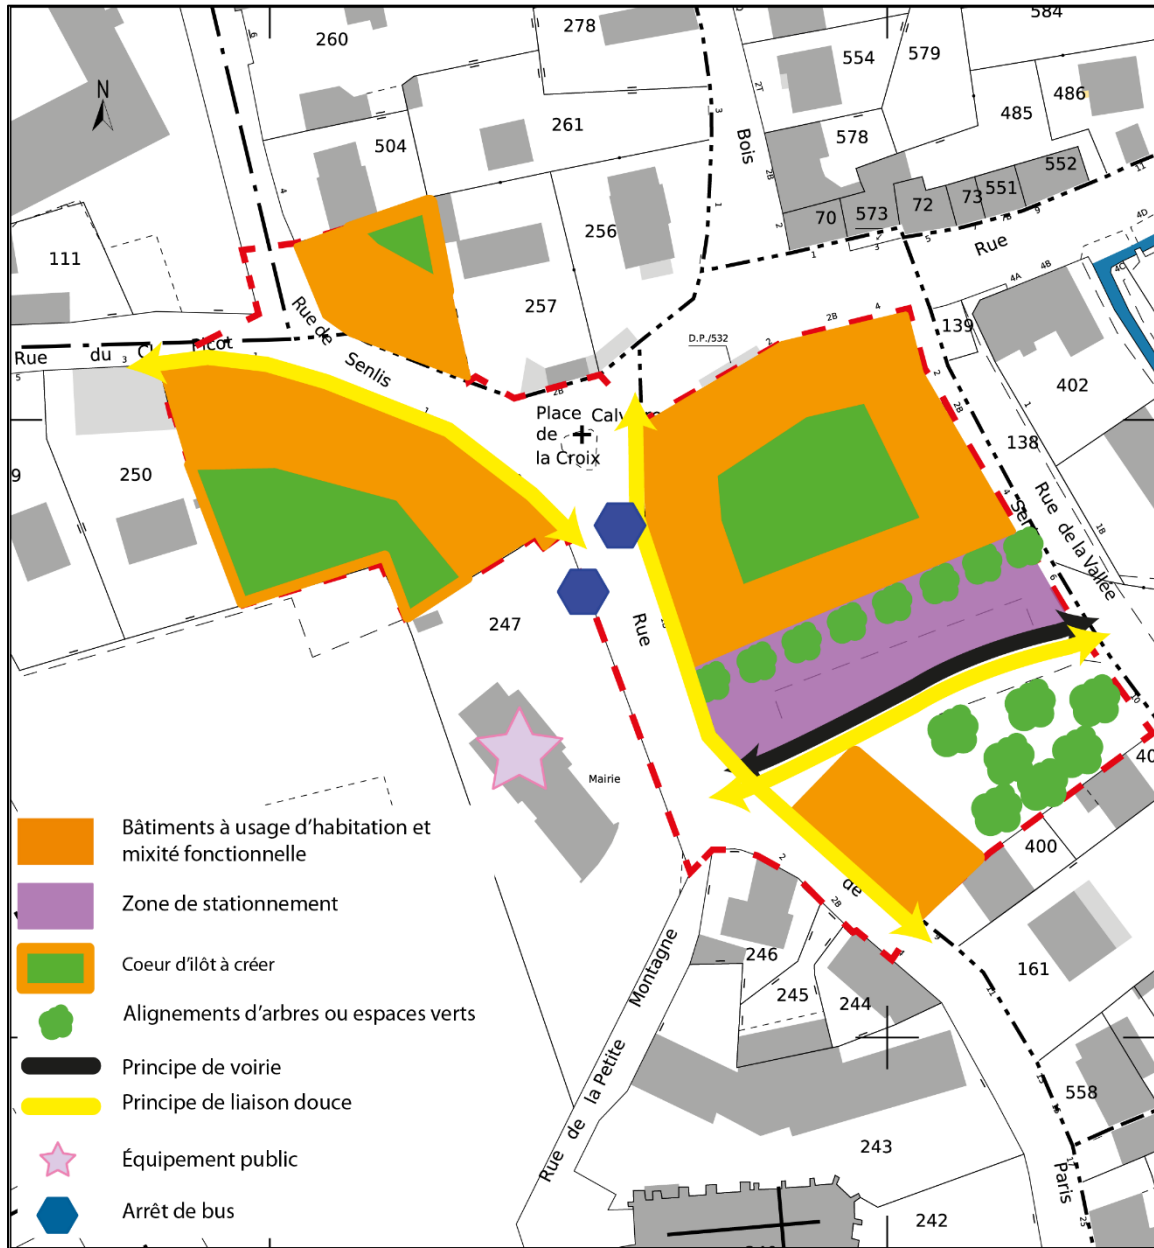 260
278
584
554
579
486
485
N
261
504
578
Bois
552
551
73
72
573
70
256
Rue
111
257
139
402
D.P./532
Rue du Picot
Rue de Senlis
Place
de
la Croix
138
250
Rue de la Vallée
247
Rue
Mairie
de
400
246
245
244
161
Rue de la Petite Montagne
558
243
242
Paris
Bâtiments à usage d'habitation et
mixité fonctionnelle
Zone de stationnement
Coeur d'ilôt à créer
Alignements d'arbres ou espaces verts
Principe de voirie
Principe de liaison douce
Équipement public
Arrêt de bus